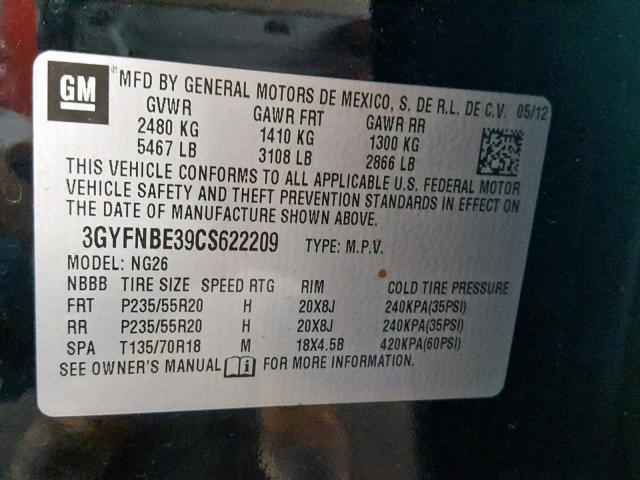 GM
® MFD BY GENERAL MOTORS DE MEXICO, S. DE R.L. DE C.V. 05/12
GVWR GAWR FRT GAWR RR
2480 KG 1410 KG 1300 KG
5467 LB 3108 LB 2866 LB
THIS VEHICLE CONFORMS TO ALL APPLICABLE U.S. FEDERAL MOTOR
VEHICLE SAFETY AND THEFT PREVENTION STANDARDS IN EFFECT ON
THE DATE OF MANUFACTURE SHOWN ABOVE.
3GYFNBE39CS622209 TYPE: M.P.V.
MODEL: NG26
NBBB TIRE SIZE SPEED RTG RIM COLD TIRE PRESSURE
FRT P235/55R20 H 20X8J 240KPA(35PSI)
RR P235/55R20 H 20X8J 240KPA(35PSI)
SPA T135/70R18 M 18X4.5B 420KPA(60PSI)
SEE OWNER'S MANUAL FOR MORE INFORMATION.